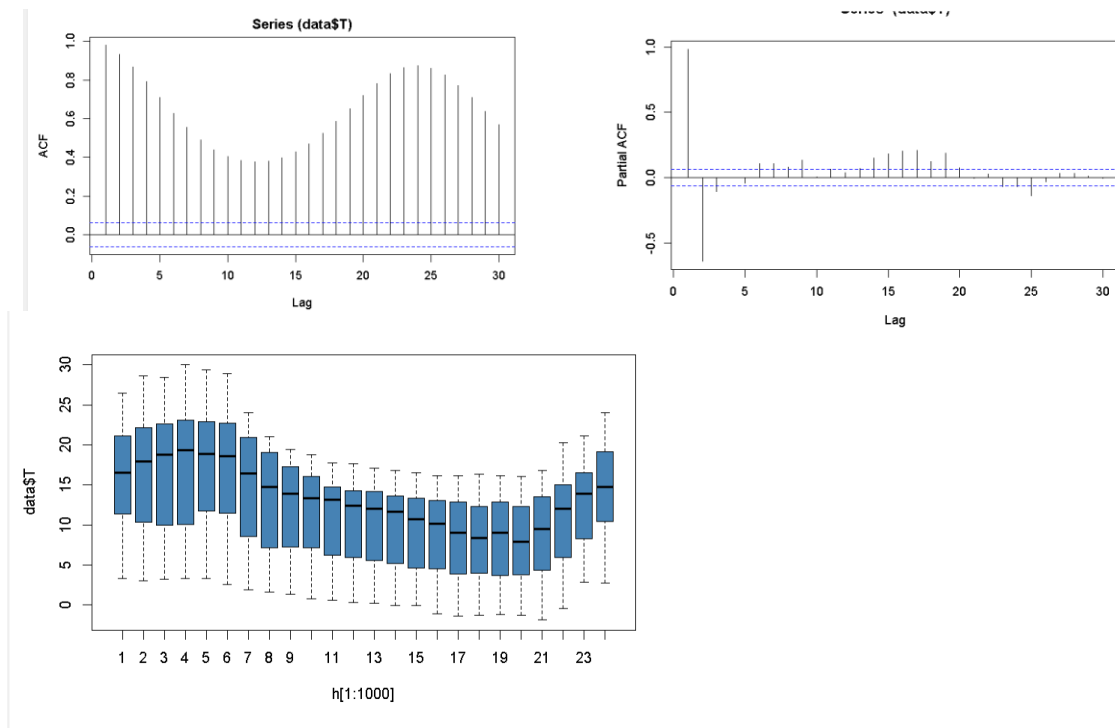 Series (data$T)
1.0
0.8
0.6
0.4
0.2
0.0
ACF
0 5 10 15 20 25 30
Lag
Series (data$T)
1.0
0.5
0.0
-0.5
Partial ACF
0 5 10 15 20 25 30
Lag
30
25
20
15
10
5
0
data$T
1 2 3 4 5 6 7 8 9 11 13 15 17 19 21 23
h[1:1000]